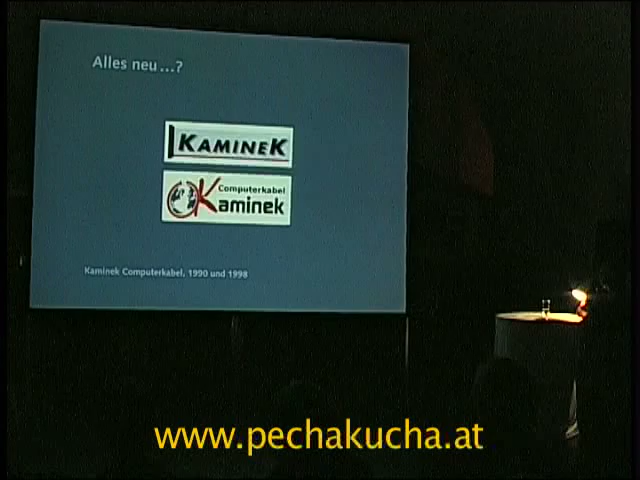 Alles neu...?
KAMINEK
Computerkabel
Kaminek
Kaminek Computerkabel, 1990 und 1998
www.pechakucha.at